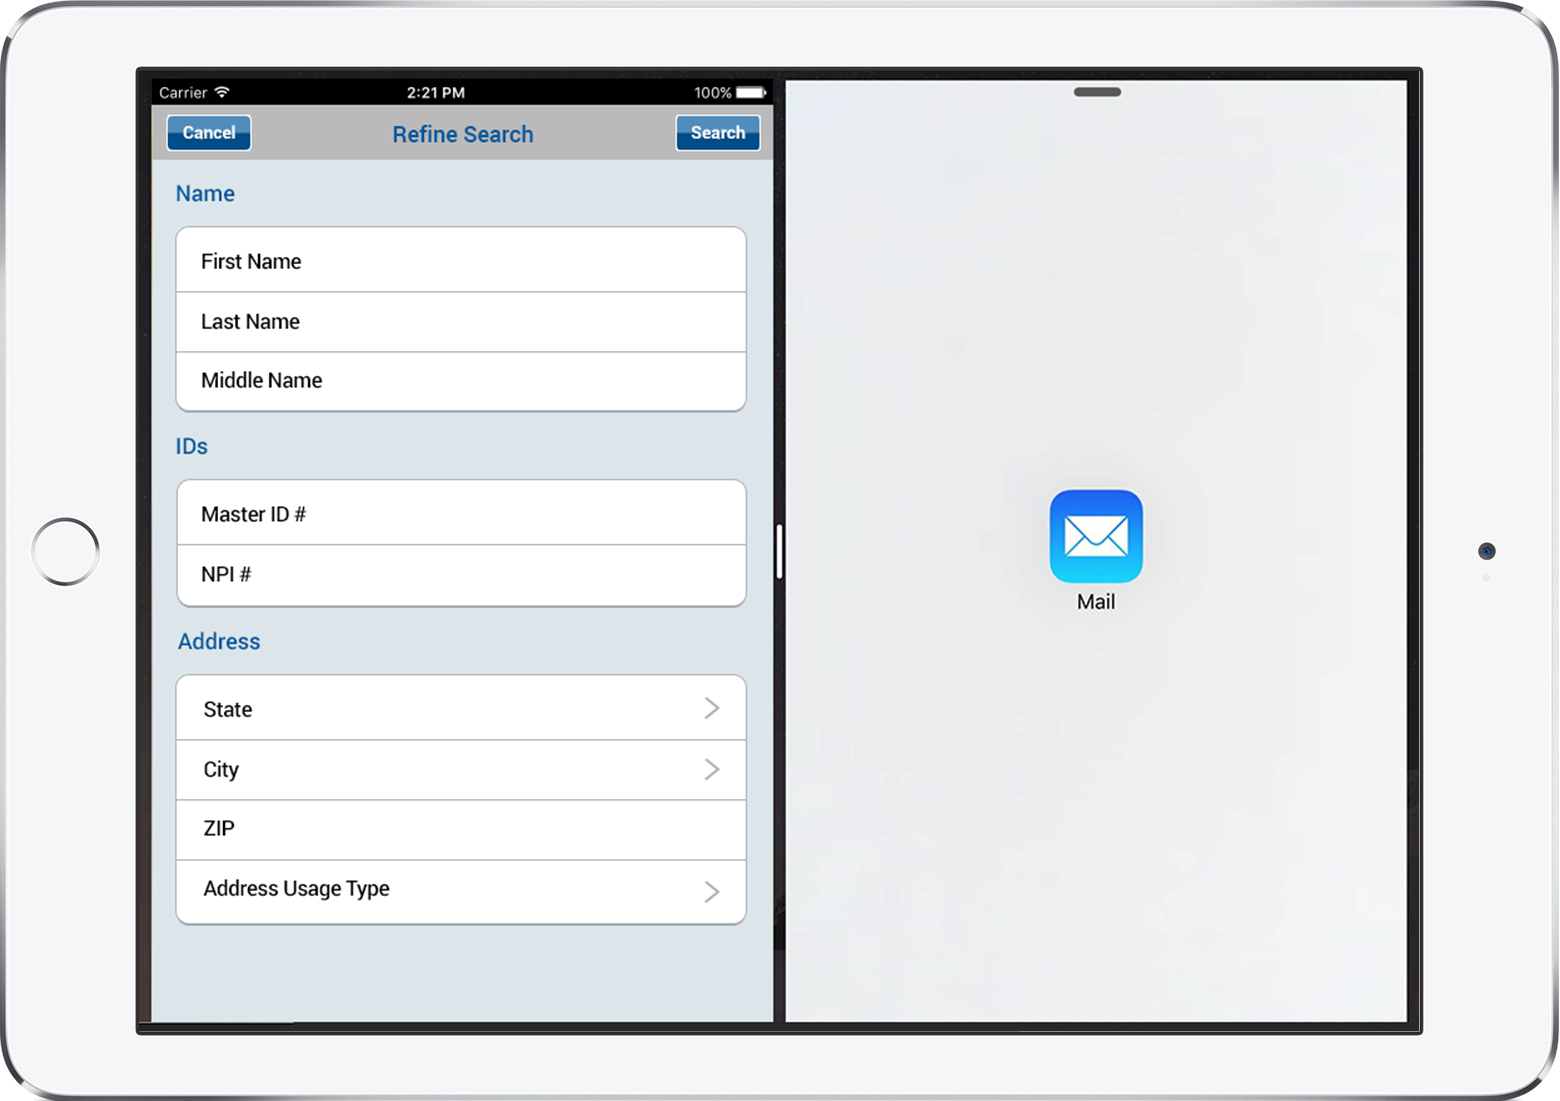 Carrier 2:21 PM 100%
Cancel Refine Search Search
Name
First Name
Last Name
Middle Name
IDs
Master ID #
NPI #
Address
State
City
ZIP
Address Usage Type
Mail